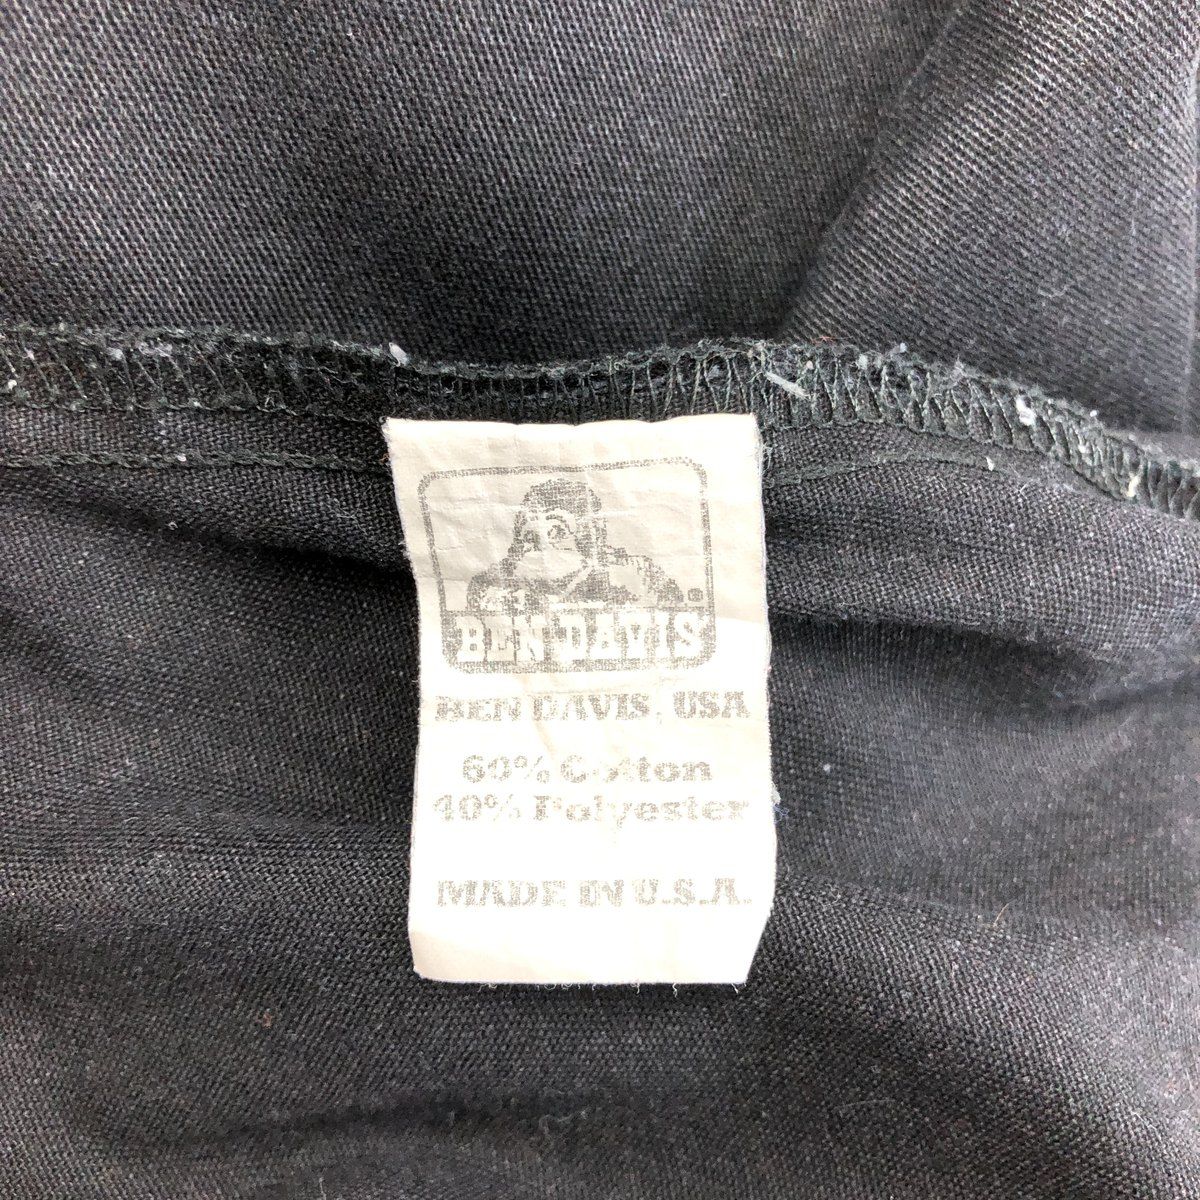 BEN DAVIS
BEN DAVIS, USA
60% Cotton
40% Polyester
MADE IN U.S.A.